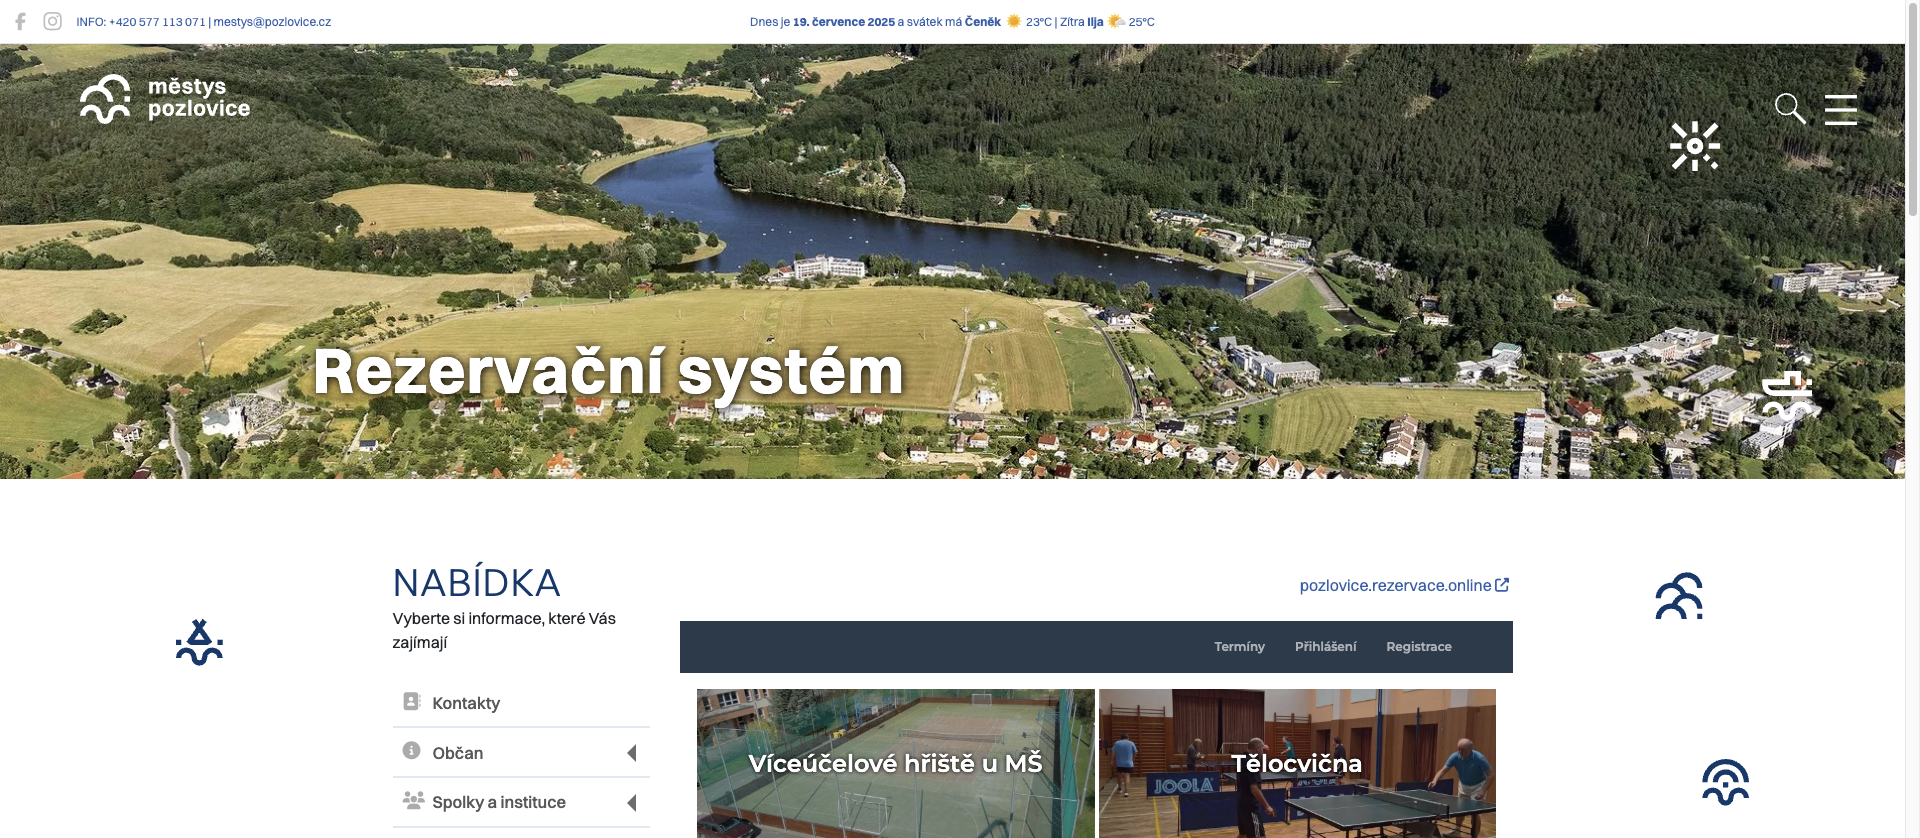 INFO: +420 577 113 071 | mestys@pozlovice.cz
Dnes je 19. července 2025 a svátek má Čeněk 23°C | Zítra Ilja 25°C
městys
pozlovice
Rezervační systém
NABÍDKA
Vyberte si informace, které Vás
zajímají
Kontakty
Občan
Spolky a instituce
pozlovice.rezervace.online
Termíny Přihlášení Registrace
Víceúčelové hřiště u MŠ
Tělocvična
JOOLA